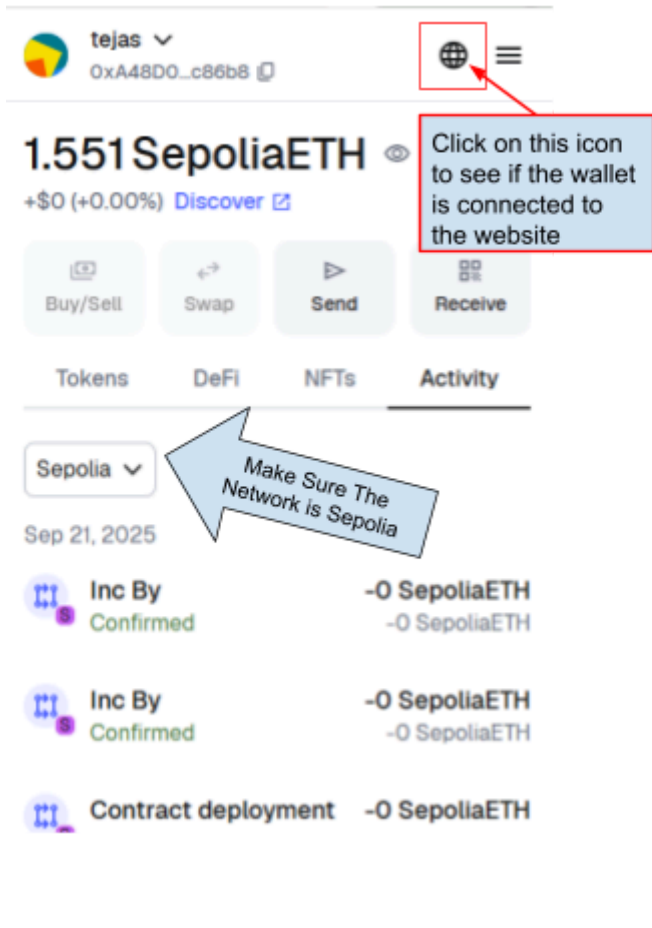 tejas
0xA48D0...c86b8
1.551 SepoliaETH
+$0 (+0.00%) Discover
Click on this icon
to see if the wallet
is connected to
the website
Buy/Sell
Swap
Send
Receive
Tokens
DeFi
NFTs
Activity
Sepolia
Make Sure The
Network is Sepolia
Sep 21, 2025
Inc By
-0 SepoliaETH
Confirmed
-0 SepoliaETH
S
Inc By
-0 SepoliaETH
Confirmed
-0 SepoliaETH
S
Contract deployment
-0 SepoliaETH